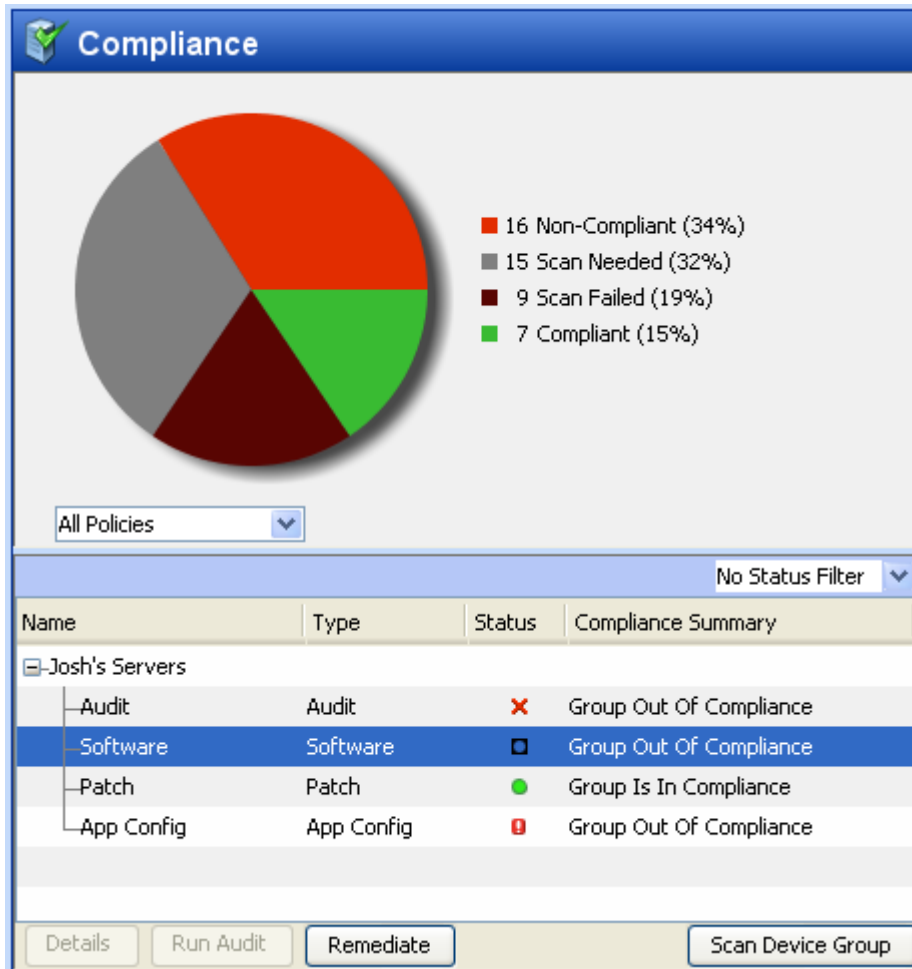 Compliance
16 Non-Compliant (34%)
15 Scan Needed (32%)
9 Scan Failed (19%)
7 Compliant (15%)
All Policies
No Status Filter
Name Type Status Compliance Summary
Josh's Servers
Audit Audit Group Out Of Compliance
Software Software Group Out Of Compliance
Patch Patch Group Is In Compliance
App Config App Config Group Out Of Compliance
Details Run Audit Remediate Scan Device Group